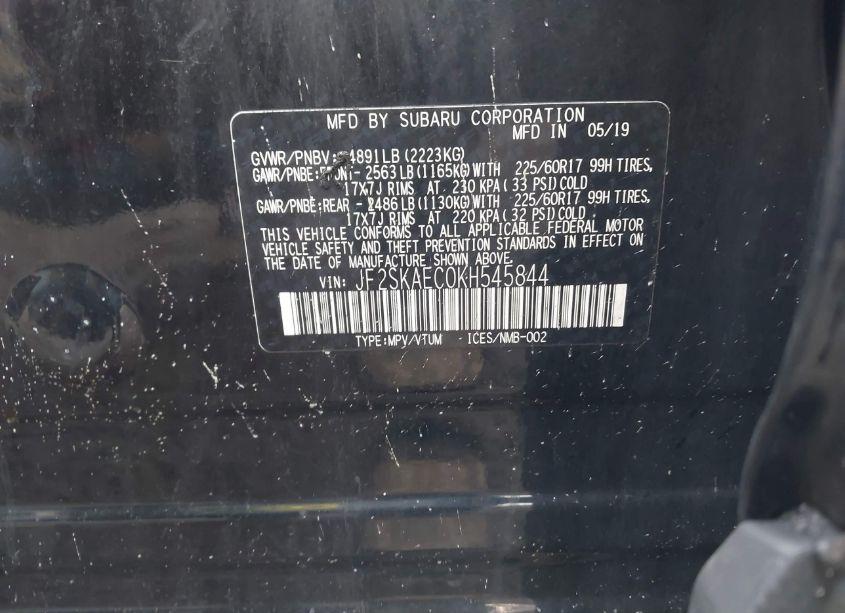 MFD BY SUBARU CORPORATION
MFD IN 05/19
GVWR/PNBV: 4891LB(2223KG)
GAWR/PNBE:FRONT- 2563LB(1165KG)WITH 225/60R17 99H TIRES,
17X7J RIMS AT 230 KPA(33 PSI)COLD
GAWR/PNBE:REAR - 2486LB(1130KG)WITH 225/60R17 99H TIRES,
17X7J RIMS AT 220 KPA(32 PSI)COLD.
THIS VEHICLE CONFORMS TO ALL APPLICABLE FEDERAL MOTOR
VEHICLE SAFETY AND THEFT PREVENTION STANDARDS IN EFFECT ON
THE DATE OF MANUFACTURE SHOWN ABOVE.
VIN: JF2SKAEC0KH545844
TYPE:MPV/VTUM ICES/NMB-002